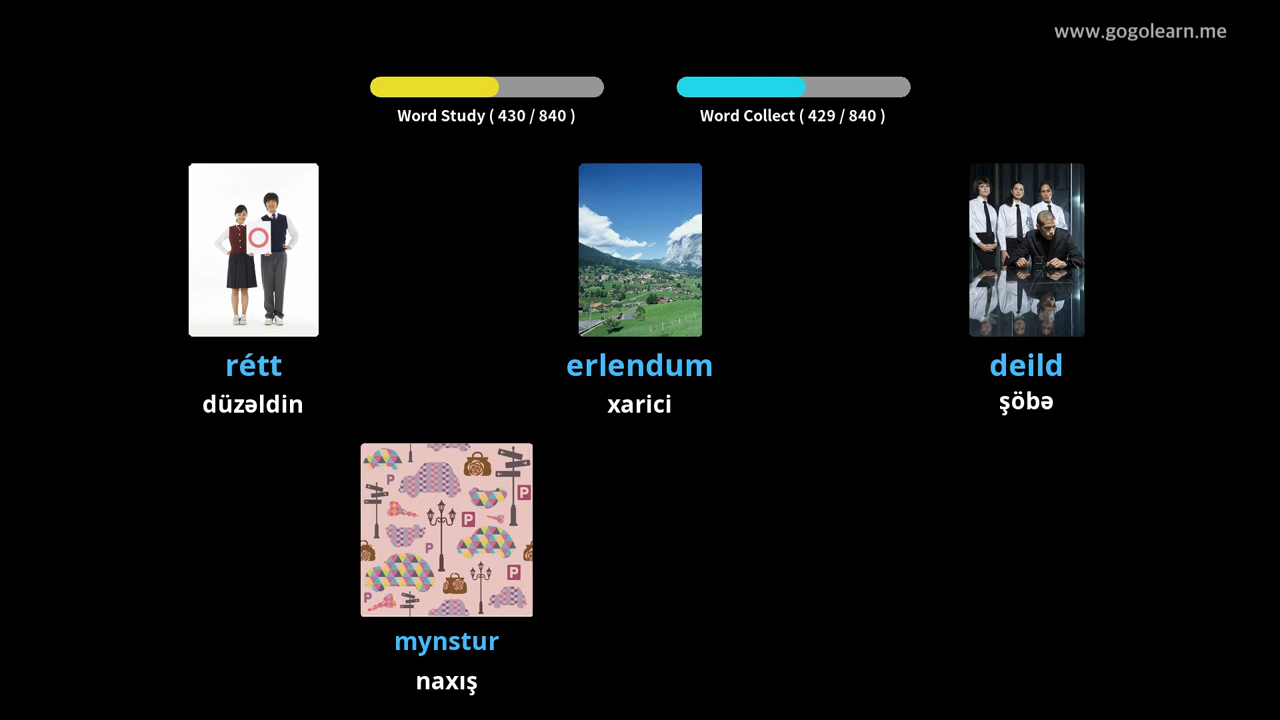 www.gogolearn.me
Word Study ( 430 / 840 )
Word Collect ( 429 / 840 )
rétt
düzəldin
erlendum
xarici
deild
şöbə
P
P
P
P
P
P
mynstur
naxış